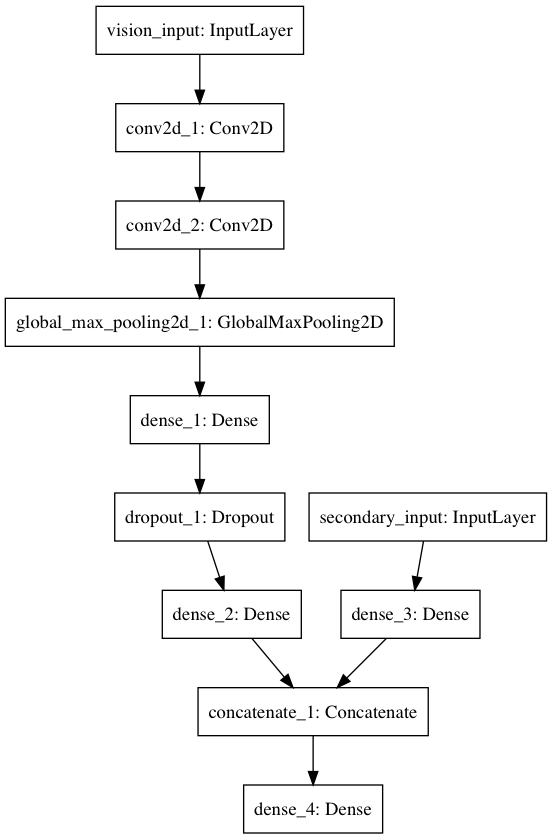 vision_input: InputLayer
conv2d_1: Conv2D
conv2d_2: Conv2D
global_max_pooling2d_1: GlobalMaxPooling2D
dense_1: Dense
dropout_1: Dropout
secondary_input: InputLayer
dense_2: Dense
dense_3: Dense
concatenate_1: Concatenate
dense_4: Dense